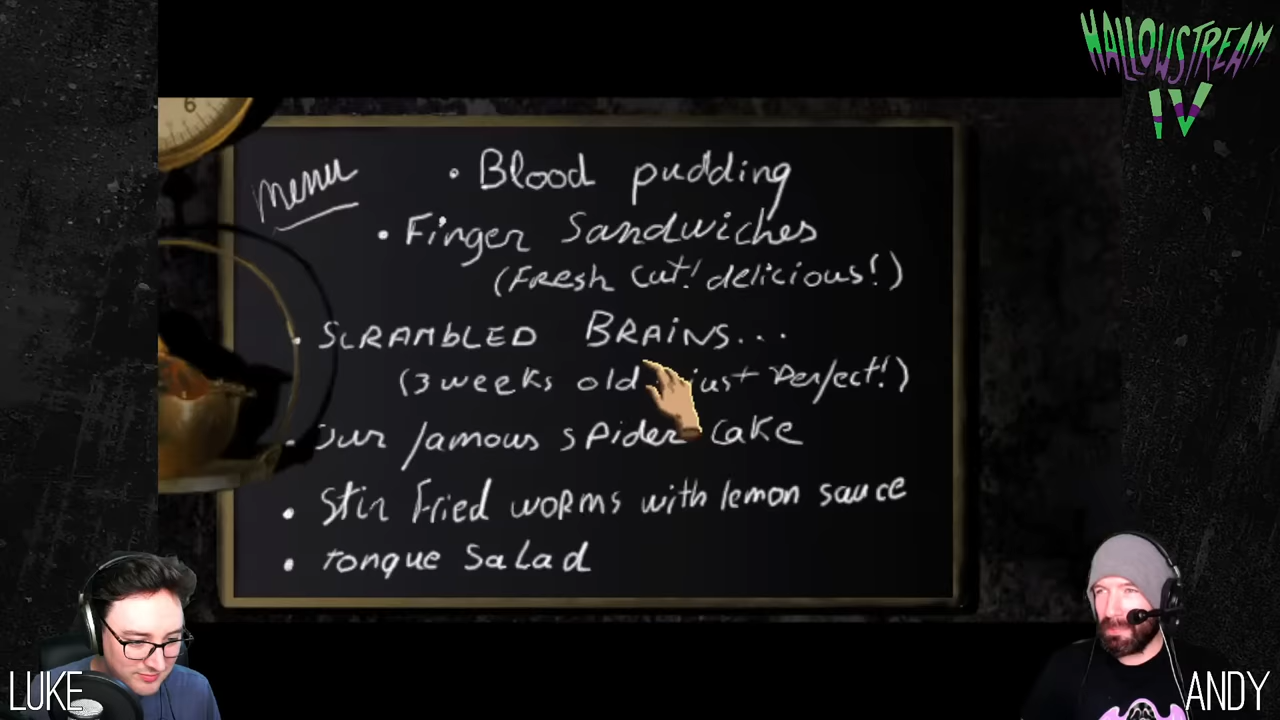 HALLOWSTREAM
IV
6
Menu
• Blood pudding
• Finger Sandwiches
(Fresh cut! delicious!)
• SCRAMBLED BRAiNS...
(3 weeks old just Perfect!)
• Our famous spider cake
• Stir Fried worms with lemon sauce
• Tongue Salad
LUKE
ANDY